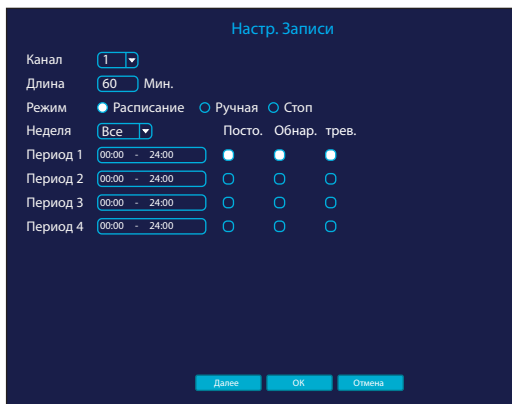 Настр. Записи
Канал 1
Длина 60 Мин.
Режим Расписание Ручная Стоп
Неделя Все Посто. Обнар. трев.
Период 1 00:00 - 24:00
Период 2 00:00 - 24:00
Период 3 00:00 - 24:00
Период 4 00:00 - 24:00
Далее ОК Отмена